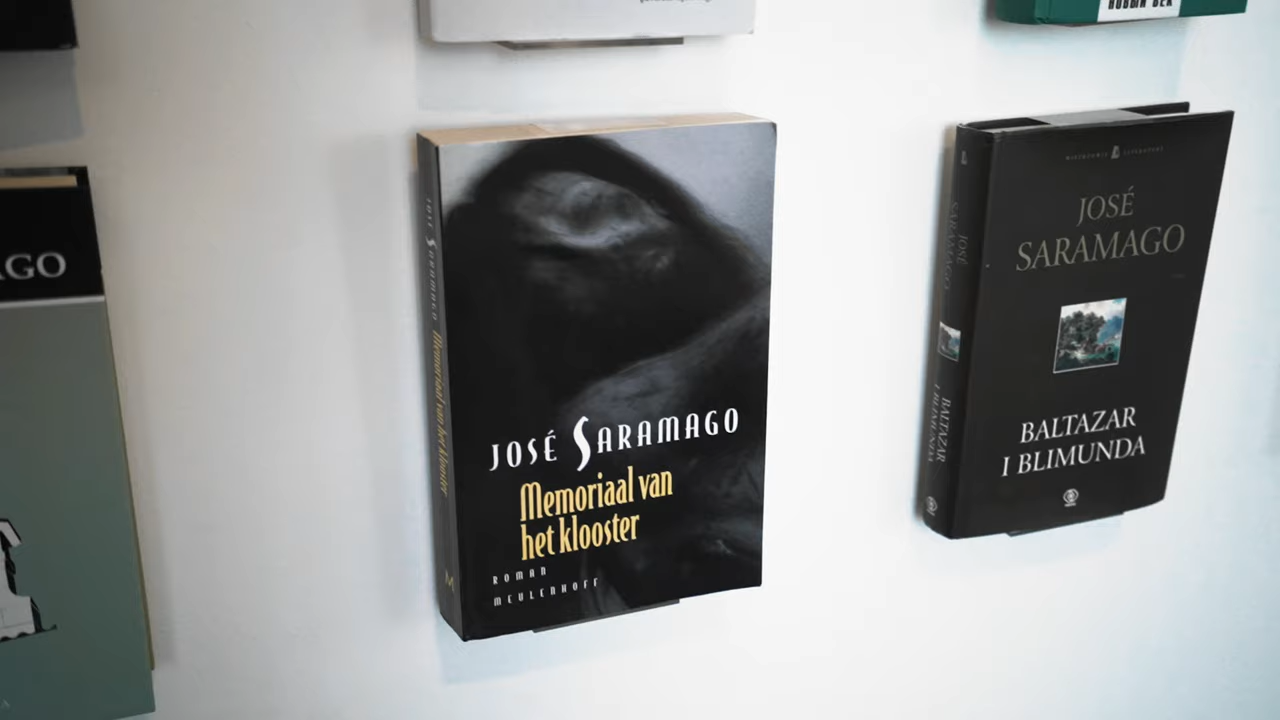 AGO
JOSÉ SARAMAGO Memoriaal van het klooster
M
JOSÉ SARAMAGO
Memoriaal van
het klooster
ROMAN
MEULENHOFF
JOSÉ
SARAMAGO
BALTAZAR
I BLIMUNDA
JOSÉ
SARAMAGO
BALTAZAR
I BLIMUNDA